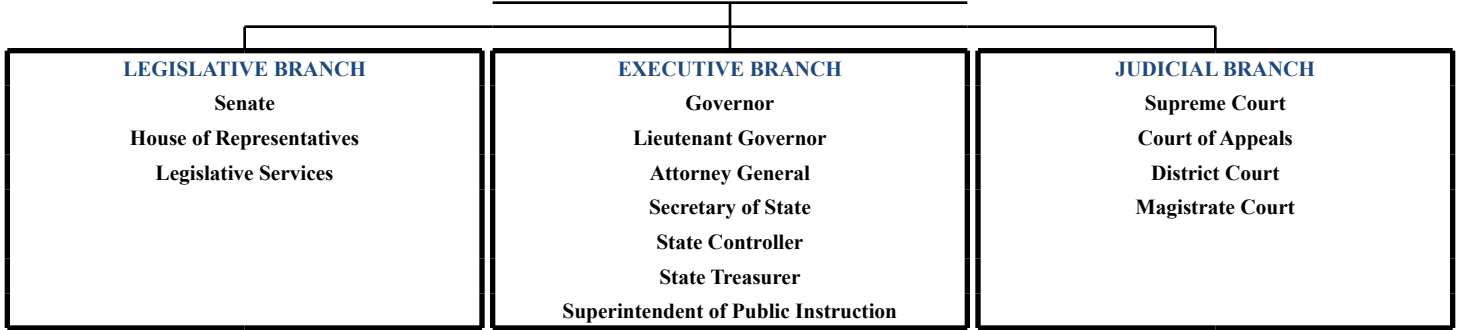 LEGISLATIVE BRANCH
Senate
House of Representatives
Legislative Services
EXECUTIVE BRANCH
Governor
Lieutenant Governor
Attorney General
Secretary of State
State Controller
State Treasurer
Superintendent of Public Instruction
JUDICIAL BRANCH
Supreme Court
Court of Appeals
District Court
Magistrate Court